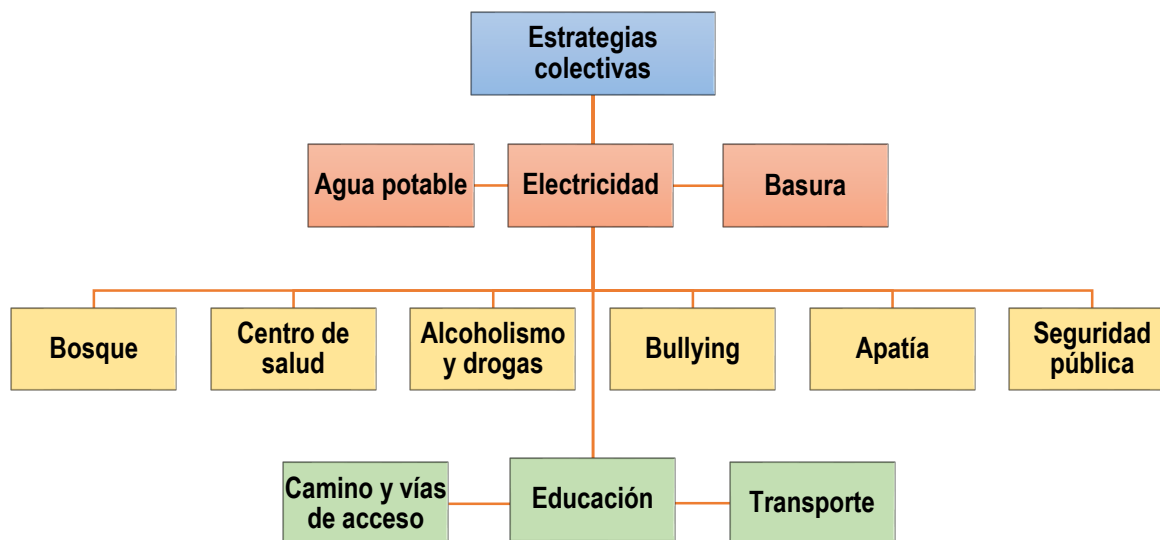 Estrategias
colectivas
Agua potable
Electricidad
Basura
Bosque
Centro de
salud
Alcoholismo
y drogas
Bullying
Apatía
Seguridad
pública
Camino y vías
de acceso
Educación
Transporte